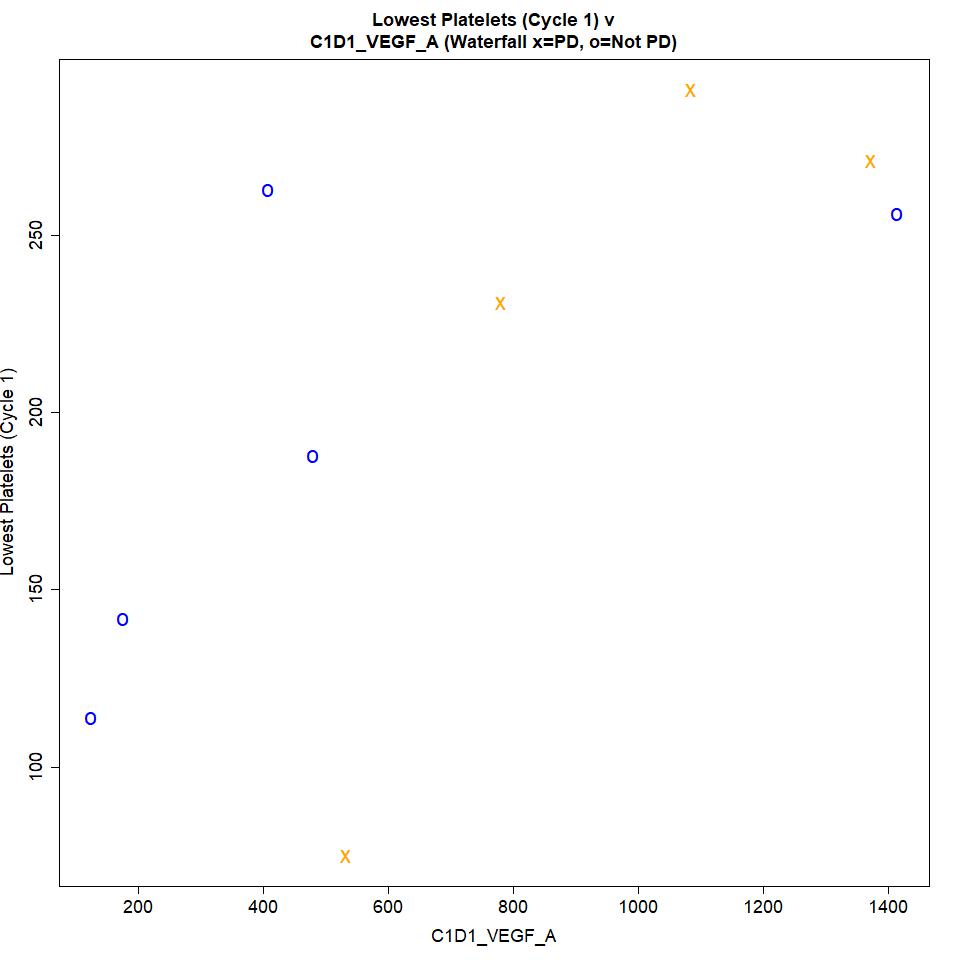 Lowest Platelets (Cycle 1) v
C1D1_VEGF_A (Waterfall x=PD, o=Not PD)
Lowest Platelets (Cycle 1)
250
200
150
100
x
x
o
o
x
o
o
o
x
200 400 600 800 1000 1200 1400
C1D1_VEGF_A